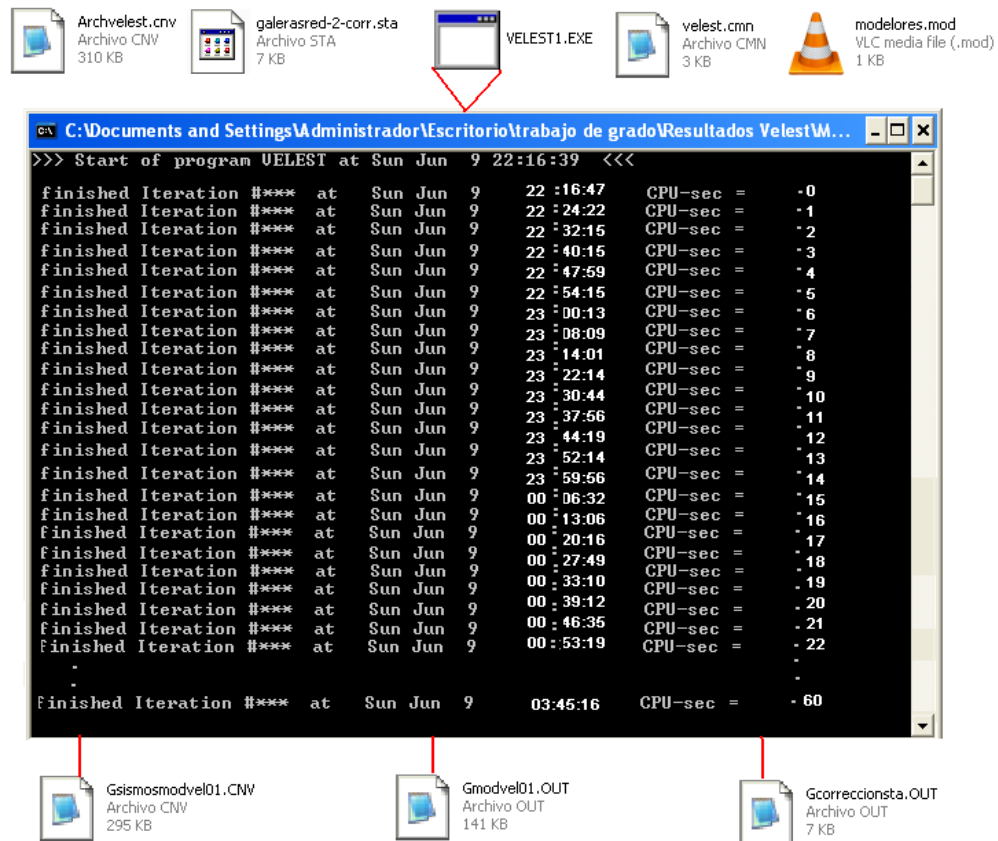 Archvelest.cnv
Archivo CNV
310 KB
galerasred-2-corr.sta
Archivo STA
7 KB
VELEST1.EXE
velest.cmn
Archivo CMN
3 KB
modelores.mod
VLC media file (.mod)
1 KB
C:\Documents and Settings\Administrador\Escritorio\trabajo de grado\Resultados Velest\M...
>>> Start of program VELEST at Sun Jun 9 22:16:39 <<<
finished Iteration #*** at Sun Jun 9 22 :16:47 CPU-sec = -0
finished Iteration #*** at Sun Jun 9 22 :24:22 CPU-sec = -1
finished Iteration #*** at Sun Jun 9 22 :32:15 CPU-sec = -2
finished Iteration #*** at Sun Jun 9 22 :40:15 CPU-sec = -3
finished Iteration #*** at Sun Jun 9 22 :47:59 CPU-sec = -4
finished Iteration #*** at Sun Jun 9 22 :54:15 CPU-sec = -5
finished Iteration #*** at Sun Jun 9 23 :00:13 CPU-sec = -6
finished Iteration #*** at Sun Jun 9 23 :08:09 CPU-sec = -7
finished Iteration #*** at Sun Jun 9 23 :14:01 CPU-sec = -8
finished Iteration #*** at Sun Jun 9 23 :22:14 CPU-sec = -9
finished Iteration #*** at Sun Jun 9 23 :30:44 CPU-sec = -10
finished Iteration #*** at Sun Jun 9 23 :37:56 CPU-sec = -11
finished Iteration #*** at Sun Jun 9 23 :44:19 CPU-sec = -12
finished Iteration #*** at Sun Jun 9 23 :52:14 CPU-sec = -13
finished Iteration #*** at Sun Jun 9 23 :59:56 CPU-sec = -14
finished Iteration #*** at Sun Jun 9 00 :06:32 CPU-sec = -15
finished Iteration #*** at Sun Jun 9 00 :13:06 CPU-sec = -16
finished Iteration #*** at Sun Jun 9 00 :20:16 CPU-sec = -17
finished Iteration #*** at Sun Jun 9 00 :27:49 CPU-sec = -18
finished Iteration #*** at Sun Jun 9 00 :33:10 CPU-sec = -19
finished Iteration #*** at Sun Jun 9 00 :39:12 CPU-sec = -20
finished Iteration #*** at Sun Jun 9 00 :46:35 CPU-sec = -21
finished Iteration #*** at Sun Jun 9 00 :53:19 CPU-sec = -22
finished Iteration #*** at Sun Jun 9 03:45:16 CPU-sec = -60
Gsismosmodvel01.CNV
Archivo CNV
295 KB
Gmodvel01.OUT
Archivo OUT
141 KB
Gcorreccionsta.OUT
Archivo OUT
7 KB